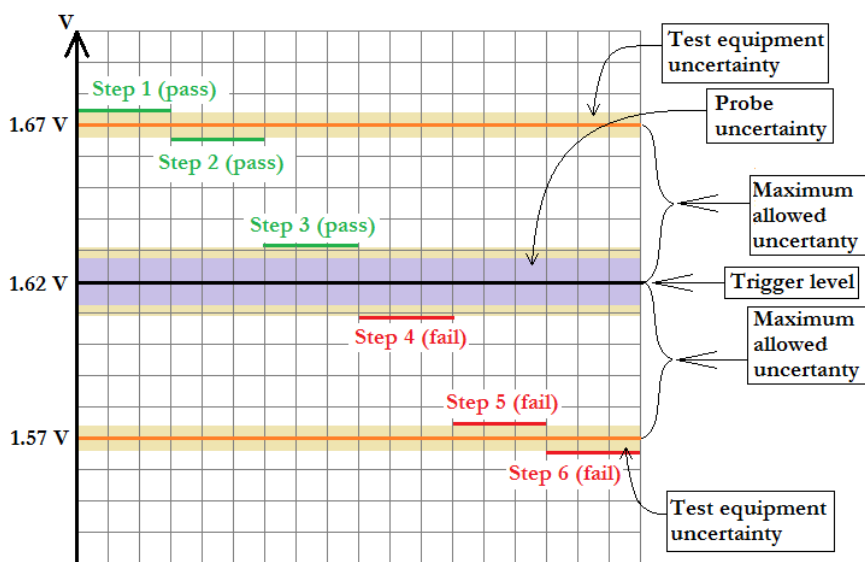 V
Test equipment
uncertainty
Step 1 (pass)
Probe
uncertainty
1.67 V
Step 2 (pass)
Maximum
allowed
uncertanty
Step 3 (pass)
1.62 V
Trigger level
Maximum
allowed
uncertanty
Step 4 (fail)
Step 5 (fail)
1.57 V
Step 6 (fail)
Test equipment
uncertainty